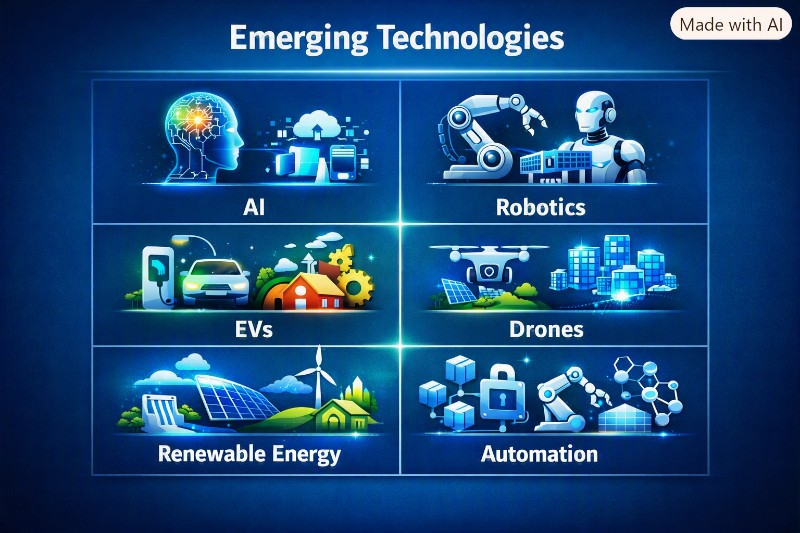 Emerging Technologies
Made with AI
AI
Robotics
EVs
Drones
Renewable Energy
Automation